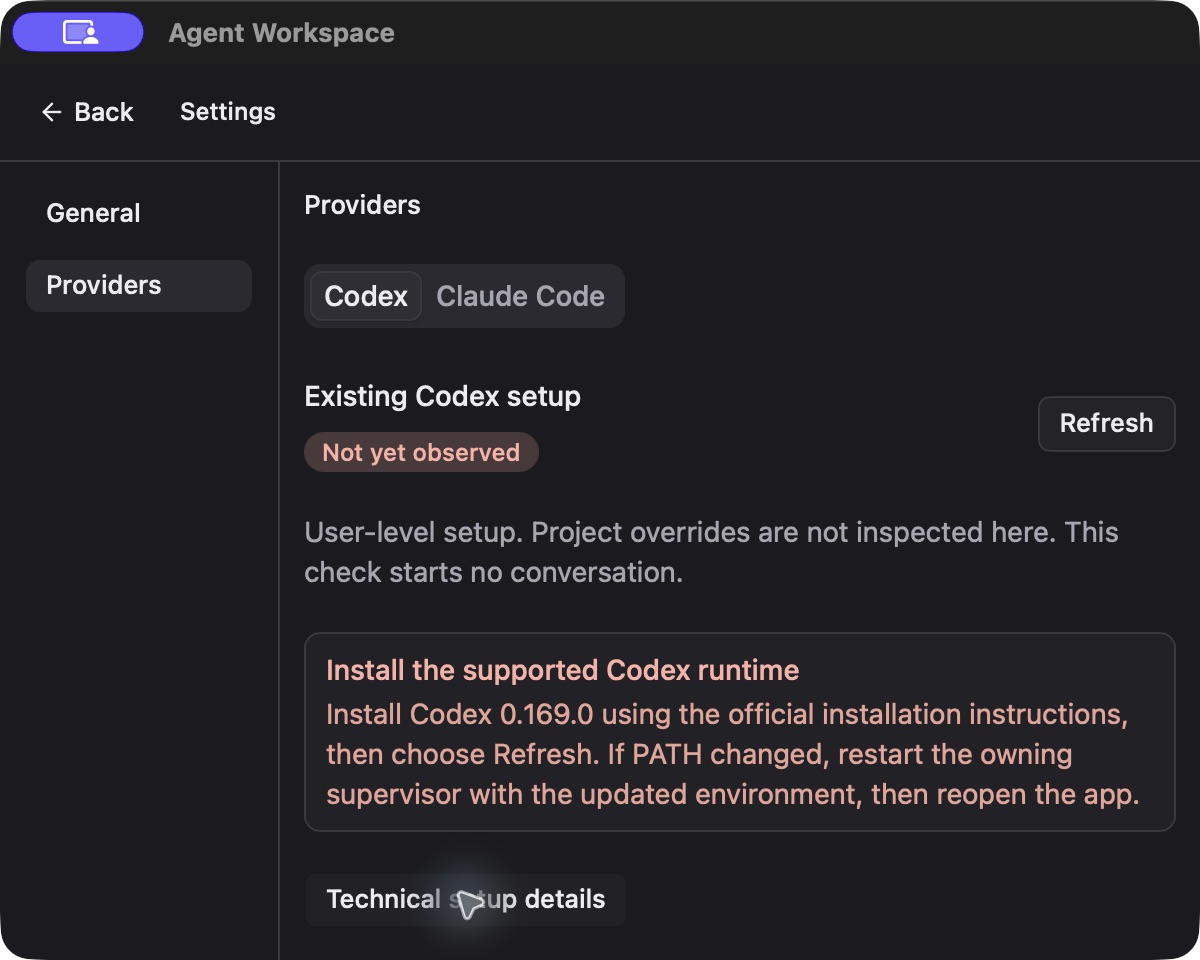 Agent Workspace
← Back
Settings
General
Providers
Providers
Codex
Claude Code
Existing Codex setup
Not yet observed
Refresh
User-level setup. Project overrides are not inspected here. This
check starts no conversation.
Install the supported Codex runtime
Install Codex 0.169.0 using the official installation instructions,
then choose Refresh. If PATH changed, restart the owning
supervisor with the updated environment, then reopen the app.
Technical setup details